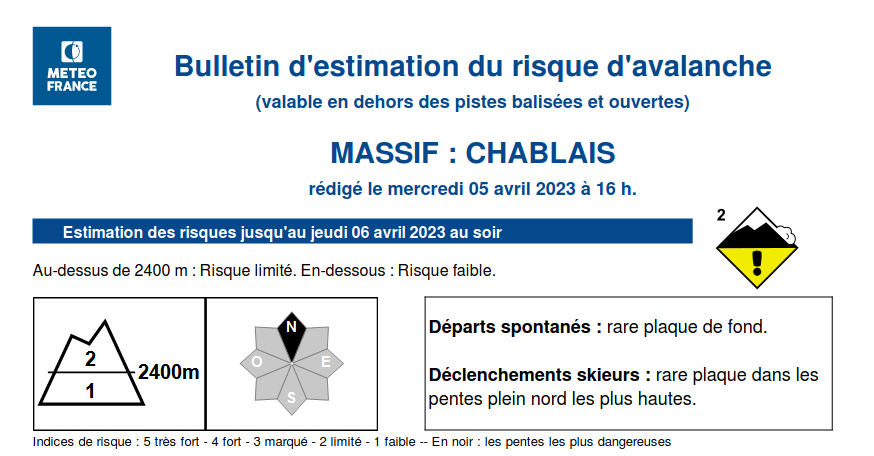 METEO
FRANCE
Bulletin d'estimation du risque d'avalanche
(valable en dehors des pistes balisées et ouvertes)
MASSIF : CHABLAIS
rédigé le mercredi 05 avril 2023 à 16 h.
Estimation des risques jusqu'au jeudi 06 avril 2023 au soir
2
Au-dessus de 2400 m : Risque limité. En-dessous : Risque faible.
2
2400m
1
N
O
E
S
Départs spontanés : rare plaque de fond.
Déclenchements skieurs : rare plaque dans les
pentes plein nord les plus hautes.
Indices de risque : 5 très fort - 4 fort - 3 marqué - 2 limité - 1 faible -- En noir : les pentes les plus dangereuses